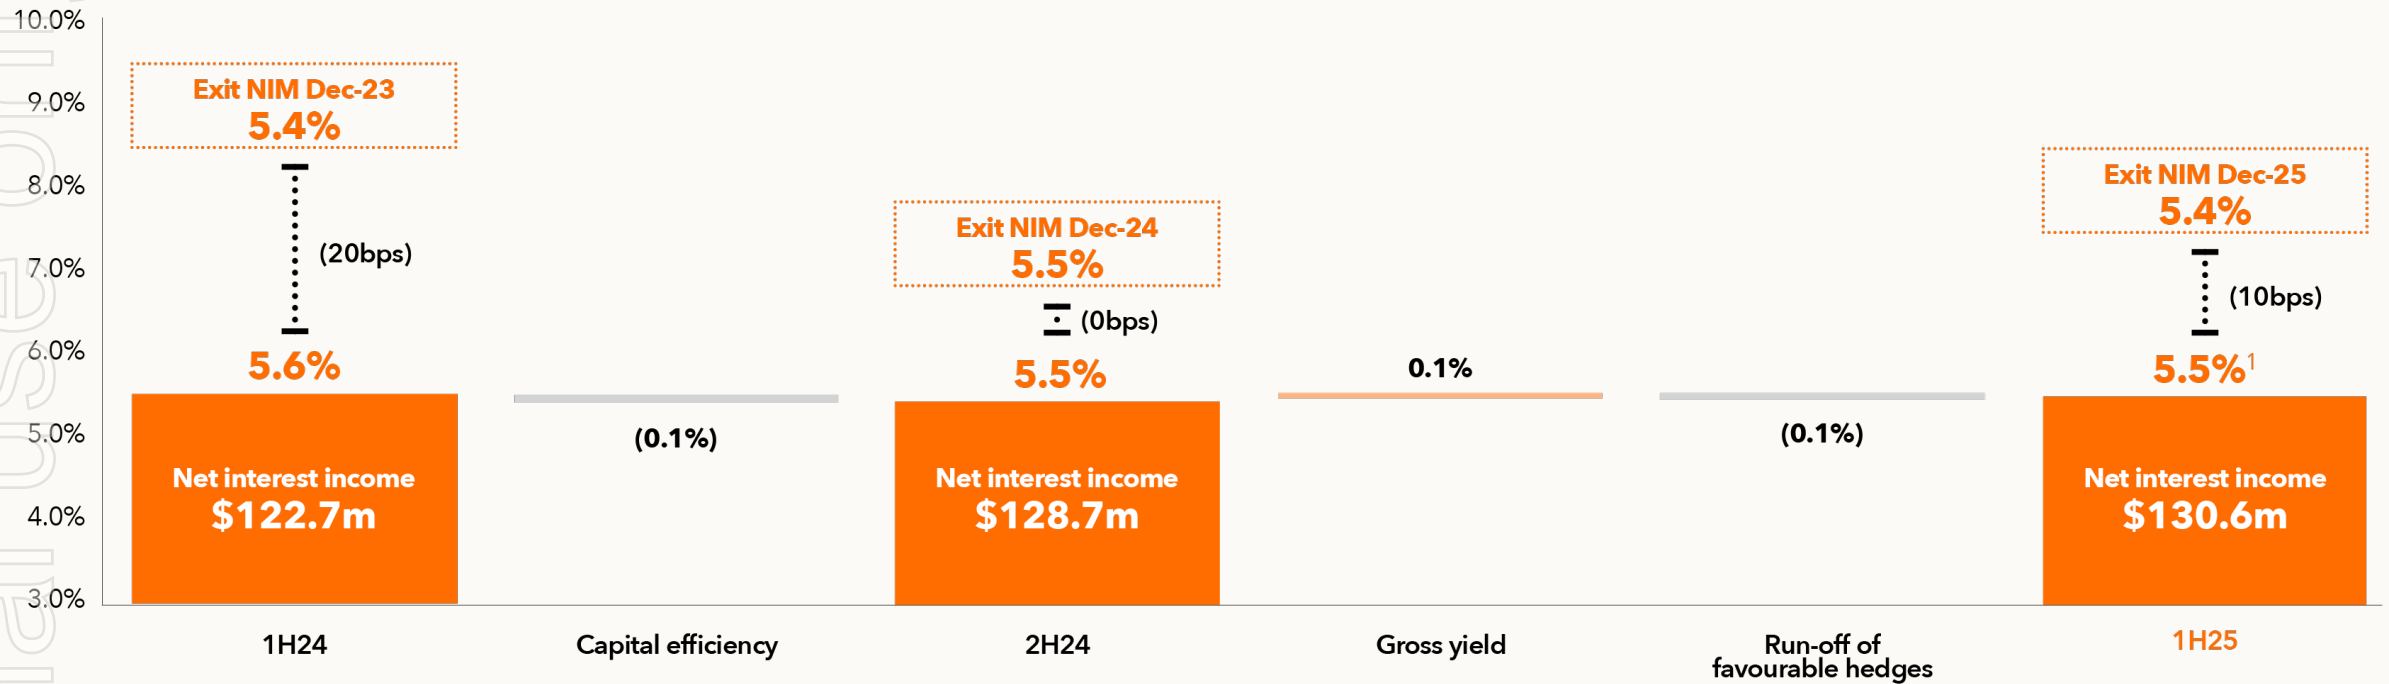 10.0%
9.0%
8.0%
7.0%
6.0%
5.0%
4.0%
3.0%
Exit NIM Dec-23
5.4%
(20bps)
5.6%
Net interest income
$122.7m
(0.1%)
Exit NIM Dec-24
5.5%
(0bps)
5.5%
Net interest income
$128.7m
0.1%
(0.1%)
Exit NIM Dec-25
5.4%
(10bps)
5.5%1
Net interest income
$130.6m
1H24
Capital efficiency
2H24
Gross yield
Run-off of
favourable hedges
1H25